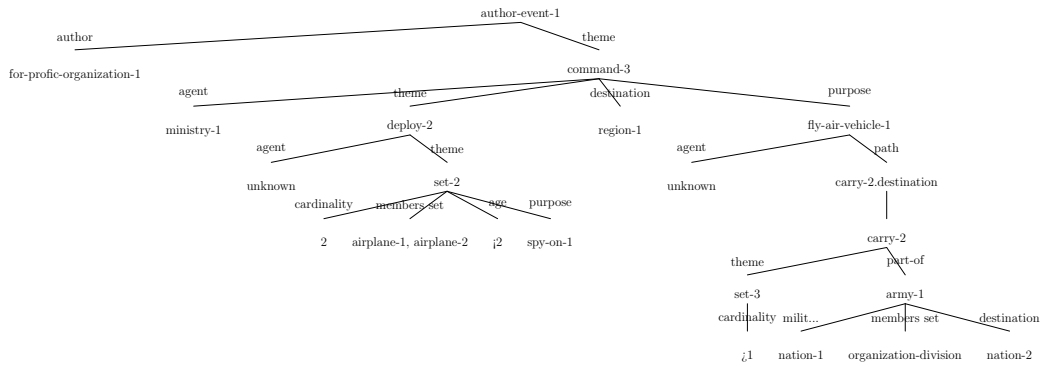 author-event-1
author theme
for-profic-organization-1 command-3
agent theme destination purpose
ministry-1 deploy-2 region-1 fly-air-vehicle-1
agent theme agent path
unknown set-2 unknown carry-2.destination
cardinality members set age purpose
2 airplane-1, airplane-2 ¡2 spy-on-1 carry-2
theme part-of
set-3 army-1
cardinality milit... members set destination
¿1 nation-1 organization-division nation-2